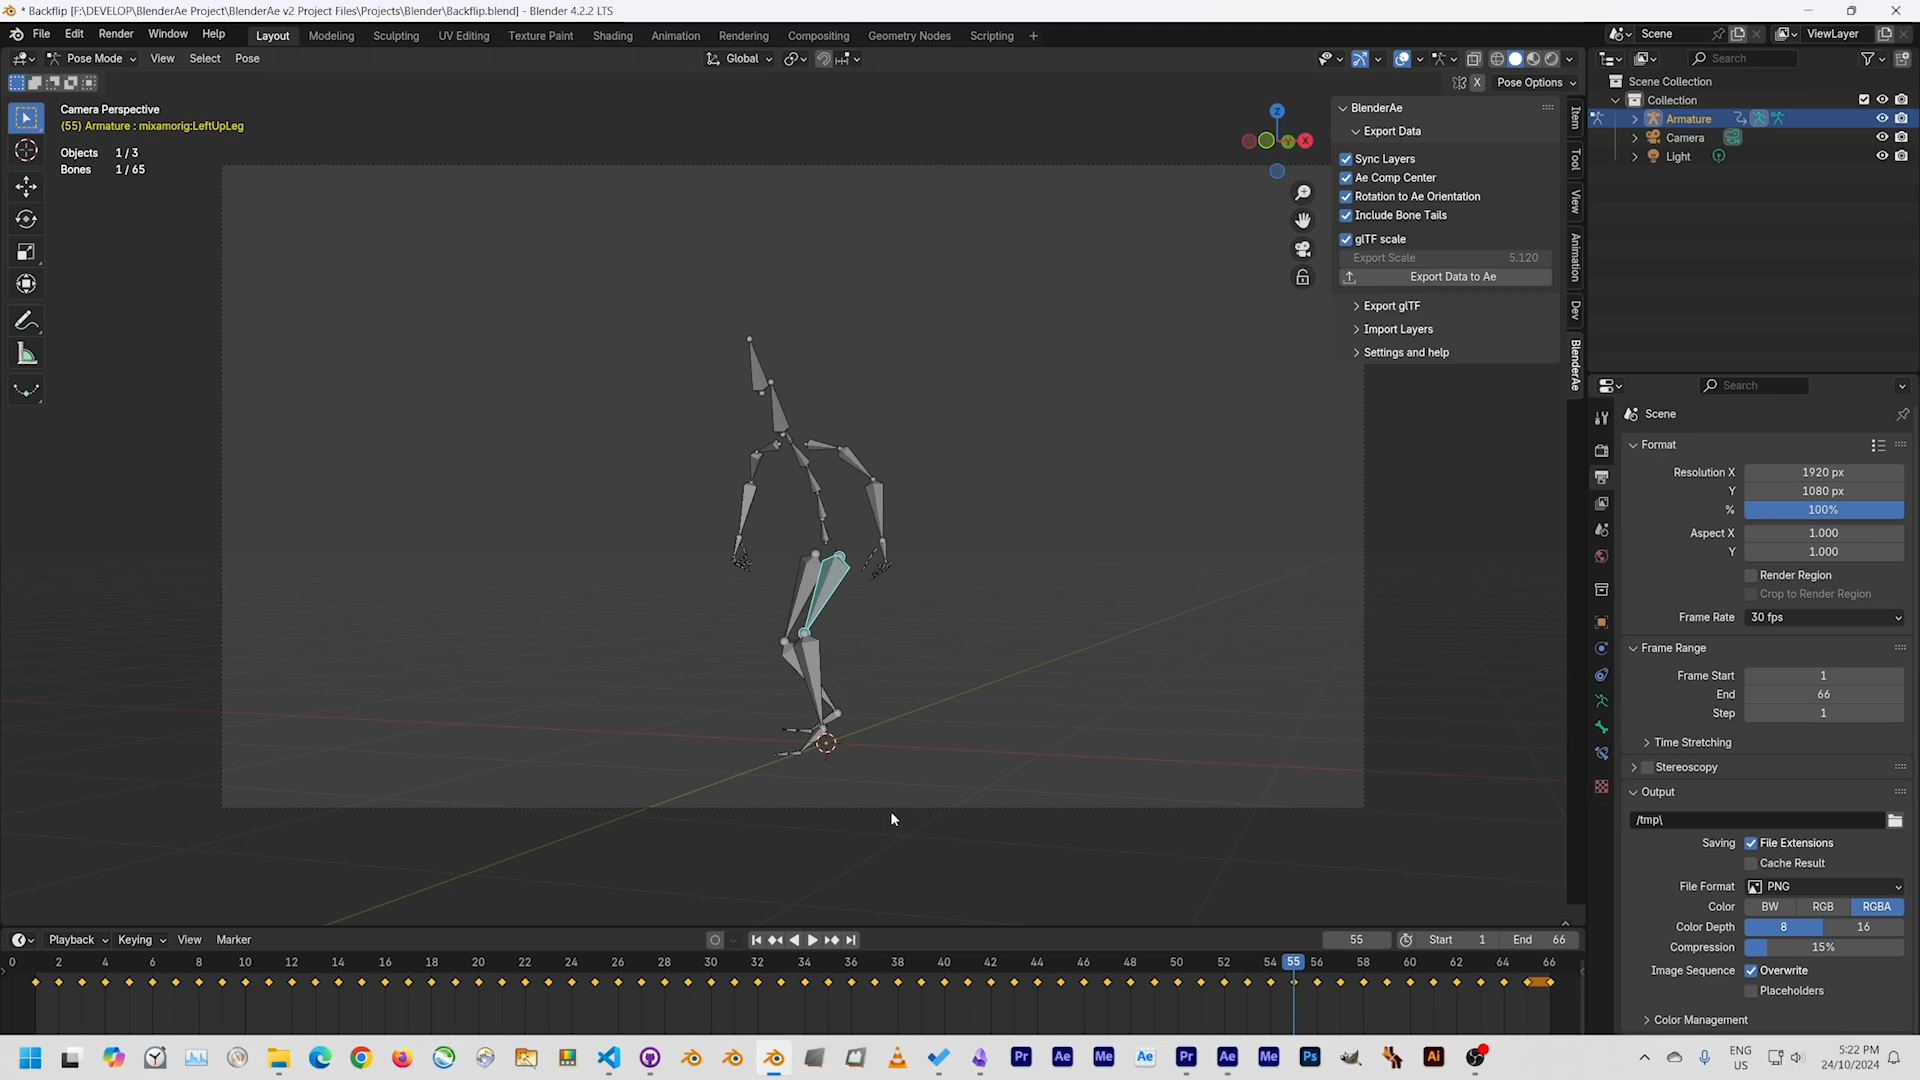 * Backflip [F:\DEVELOP\BlenderAe Project\BlenderAe v2 Project Files\Projects\Blender\Backflip.blend] - Blender 4.2.2 LTS
File Edit Render Window Help Layout Modeling Sculpting UV Editing Texture Paint Shading Animation Rendering Compositing Geometry Nodes Scripting +
Scene ViewLayer
Pose Mode View Select Pose Global
Search
X Pose Options
Scene Collection
Collection
Armature
Camera
Light
Camera Perspective
(55) Armature : mixamorig:LeftUpLeg
Objects 1/3
Bones 1/65
Z
Y
X
BlenderAe
Export Data
Sync Layers
Ae Comp Center
Rotation to Ae Orientation
Include Bone Tails
glTF scale
Export Scale 5.120
Export Data to Ae
Export glTF
Import Layers
Settings and help
Item
Tool
View
Animation
Dev
BlenderAe
Search
Scene
Format
Resolution X 1920 px
Y 1080 px
% 100%
Aspect X 1.000
Y 1.000
Render Region
Crop to Render Region
Frame Rate 30 fps
Frame Range
Frame Start 1
End 66
Step 1
Time Stretching
Stereoscopy
Output
/tmp\
Saving File Extensions
Cache Result
File Format PNG
Color BW RGB RGBA
Color Depth 8 16
Compression 15%
Image Sequence Overwrite
Placeholders
Color Management
Playback Keying View Marker 55 Start 1 End 66
0 2 4 6 8 10 12 14 16 18 20 22 24 26 28 30 32 34 36 38 40 42 44 46 48 50 52 54 55 56 58 60 62 64 66
Pr Ae Me Ae Pr Ae Me Ps Ai
ENG
US
5:22 PM
24/10/2024